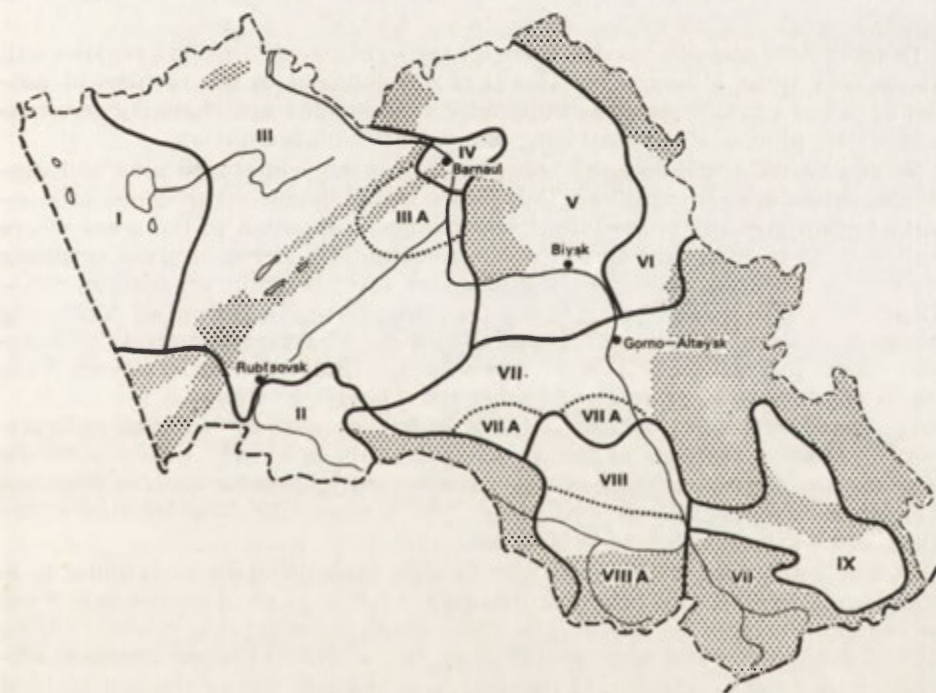 III
IV
Barnaul
I
III A
V
Biysk
VI
Gorno–Altaysk
Rubtsovsk
VII.
II
VII A
VII A
VIII
VIII A
VII
IX